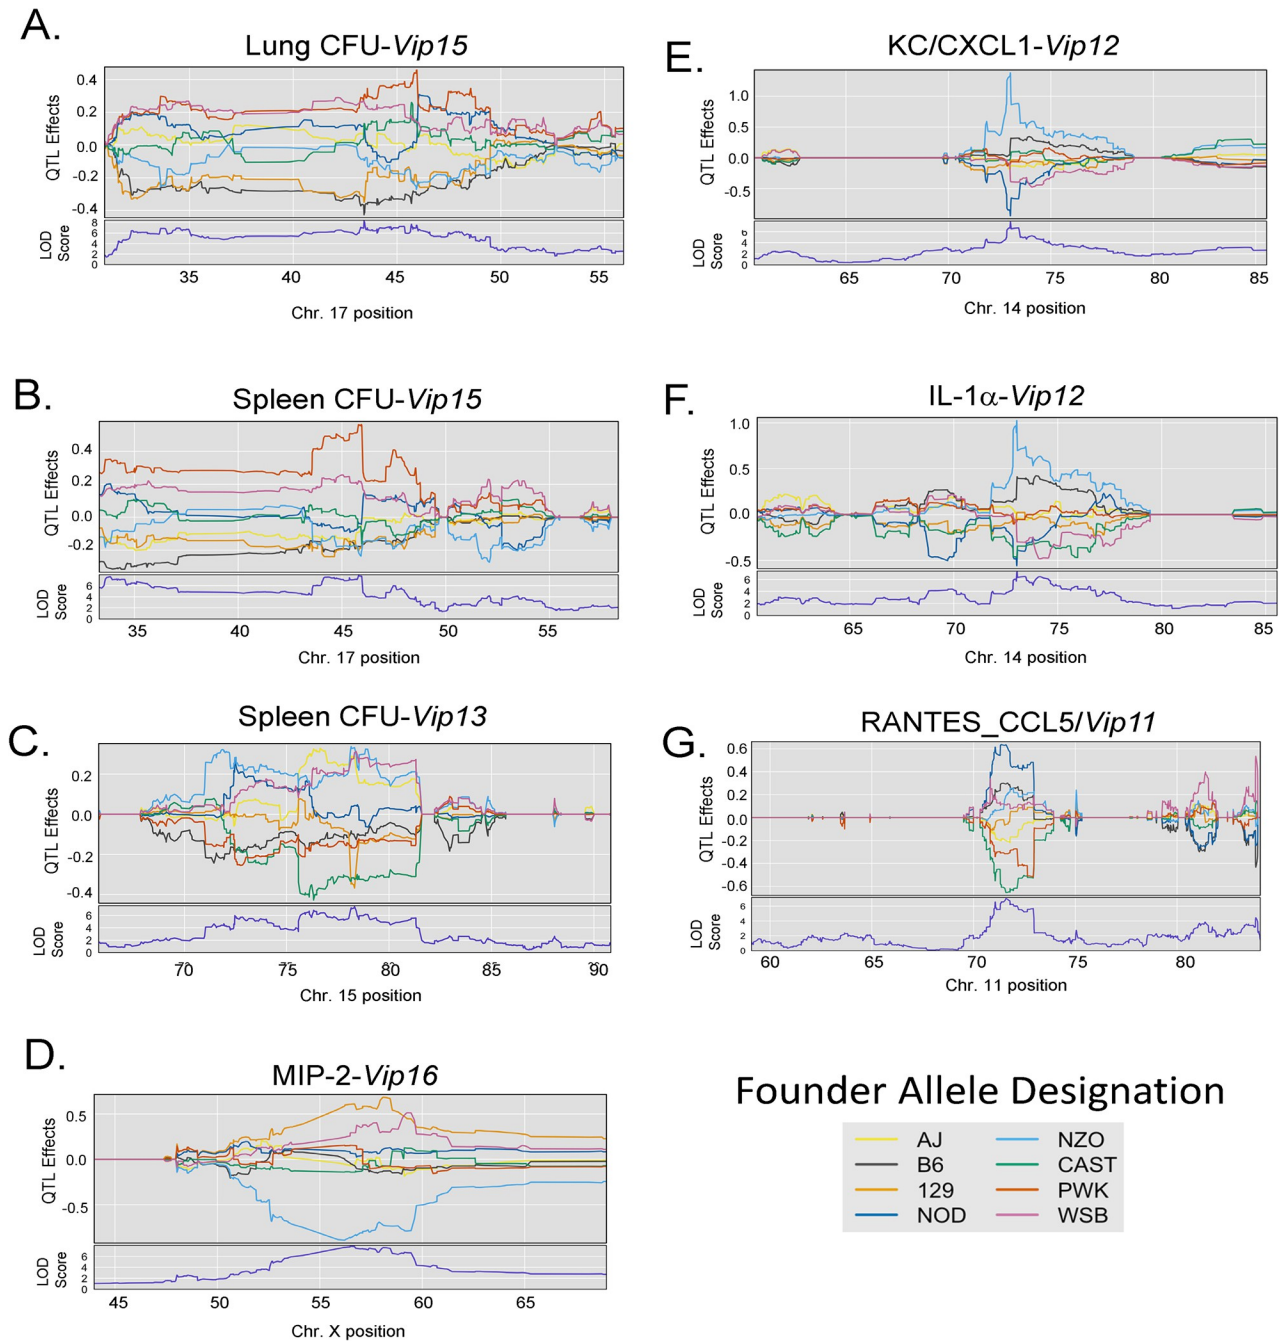 A.
Lung CFU-Vip15
QTL Effects
0.4
0.2
0.0
-0.2
-0.4
LOD
Score
8
6
4
2
0
35 40 45 50 55
Chr. 17 position
B.
Spleen CFU-Vip15
QTL Effects
0.4
0.2
0.0
-0.2
LOD
Score
6
4
2
0
35 40 45 50 55
Chr. 17 position
C.
Spleen CFU-Vip13
QTL Effects
0.2
0.0
-0.2
-0.4
LOD
Score
6
4
2
0
70 75 80 85 90
Chr. 15 position
D.
MIP-2-Vip16
QTL Effects
0.5
0.0
-0.5
LOD
Score
6
4
2
0
45 50 55 60 65
Chr. X position
E.
KC/CXCL1-Vip12
QTL Effects
1.0
0.5
0.0
-0.5
LOD
Score
6
4
2
0
65 70 75 80 85
Chr. 14 position
F.
IL-1α-Vip12
QTL Effects
1.0
0.5
0.0
-0.5
LOD
Score
6
4
2
0
65 70 75 80 85
Chr. 14 position
G.
RANTES_CCL5/Vip11
QTL Effects
0.6
0.4
0.2
0.0
-0.2
-0.4
-0.6
LOD
Score
6
4
2
0
60 65 70 75 80
Chr. 11 position
Founder Allele Designation
AJ NZO
B6 CAST
129 PWK
NOD WSB